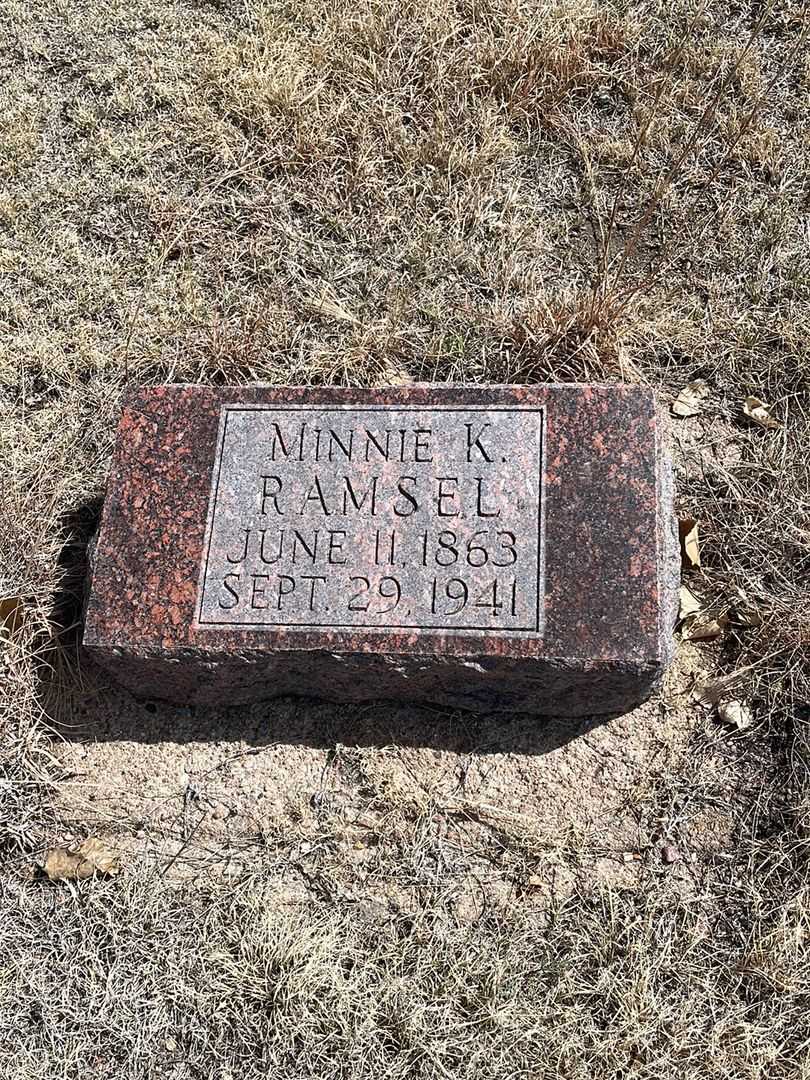 MINNIE K.
RAMSEL
JUNE 11, 1863
SEPT. 29, 1941